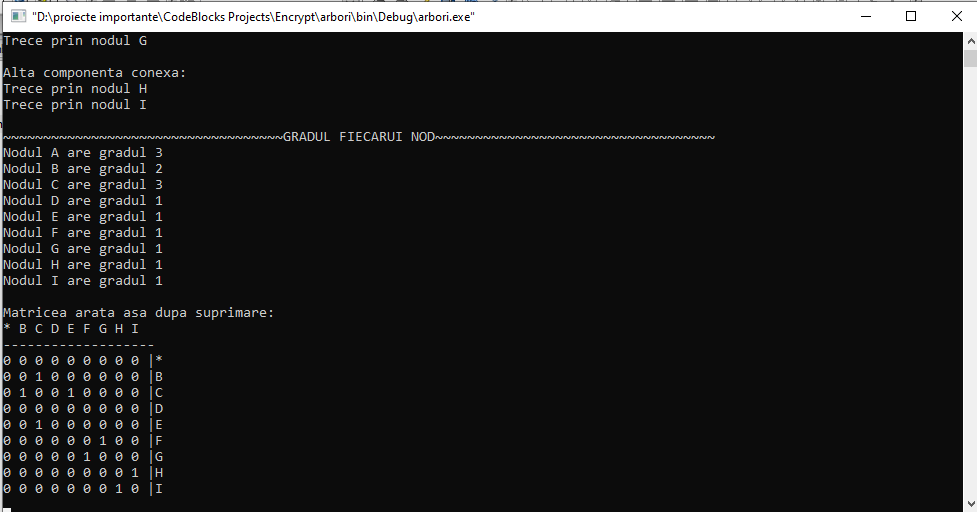 "D:\proiecte importante\CodeBlocks Projects\Encrypt\arbori\bin\Debug\arbori.exe"
Trece prin nodul G
Alta componenta conexa:
Trece prin nodul H
Trece prin nodul I
~~~~~~~~~~~~~~~~~~~~~~~~~~~~~~~~~~~GRADUL FIECARUI NOD~~~~~~~~~~~~~~~~~~~~~~~~~~~~~~~~~~~
Nodul A are gradul 3
Nodul B are gradul 2
Nodul C are gradul 3
Nodul D are gradul 1
Nodul E are gradul 1
Nodul F are gradul 1
Nodul G are gradul 1
Nodul H are gradul 1
Nodul I are gradul 1
Matricea arata asa dupa suprimare:
* B C D E F G H I
-------------------
0 0 0 0 0 0 0 0 0 |*
0 0 1 0 0 0 0 0 0 |B
0 1 0 0 1 0 0 0 0 |C
0 0 0 0 0 0 0 0 0 |D
0 0 1 0 0 0 0 0 0 |E
0 0 0 0 0 0 1 0 0 |F
0 0 0 0 0 1 0 0 0 |G
0 0 0 0 0 0 0 0 1 |H
0 0 0 0 0 0 0 1 0 |I